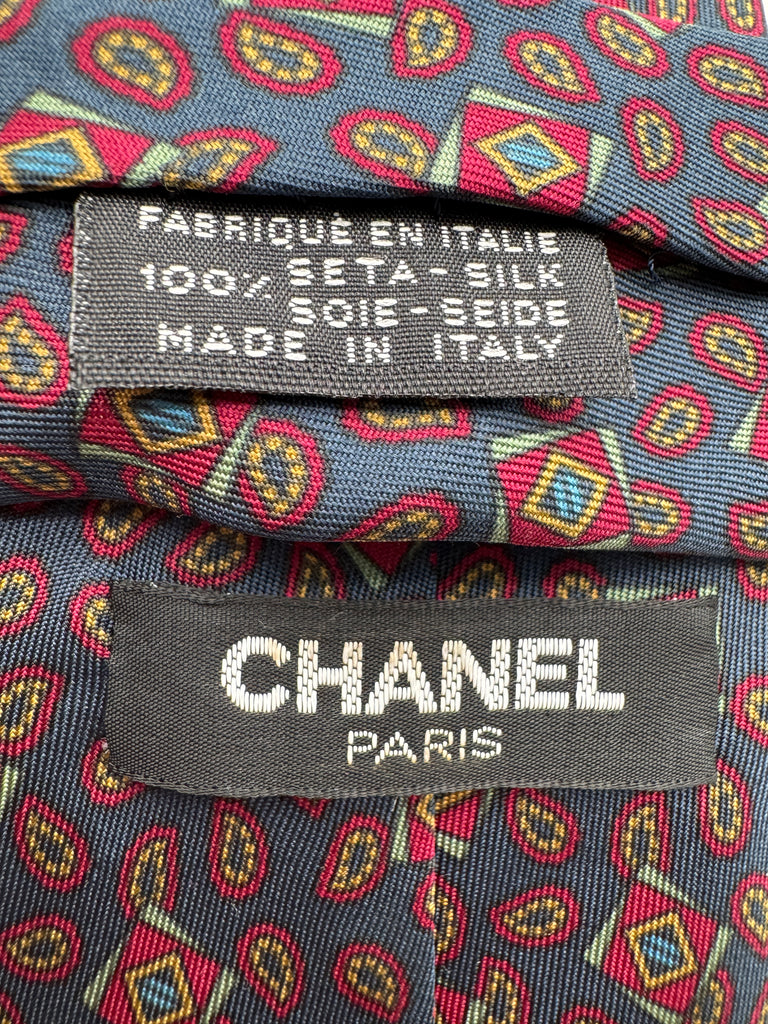 FABRIQUÉ EN ITALIE
100% SETA - SILK
SOIE - SEIDE
MADE IN ITALY
CHANEL
PARIS